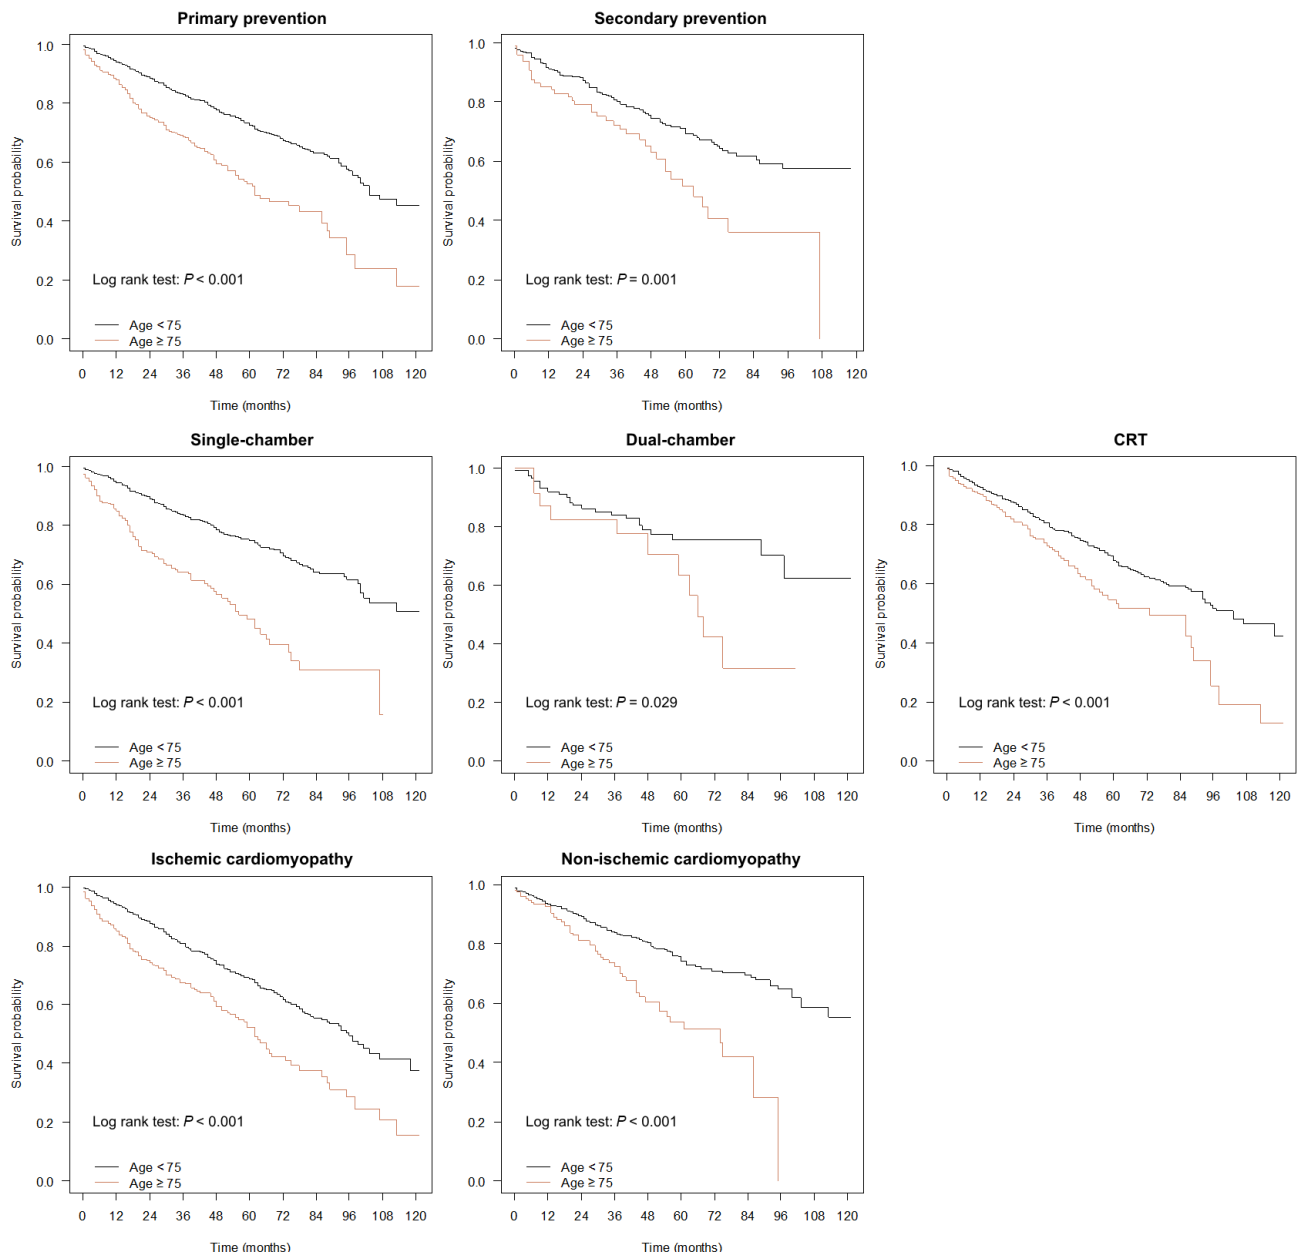 Primary prevention
Survival probability
1.0
0.8
0.6
0.4
0.2
0.0
Log rank test: P < 0.001
Age < 75
Age ≥ 75
0 12 24 36 48 60 72 84 96 108 120
Time (months)
Secondary prevention
Survival probability
1.0
0.8
0.6
0.4
0.2
0.0
Log rank test: P = 0.001
Age < 75
Age ≥ 75
0 12 24 36 48 60 72 84 96 108 120
Time (months)
Single-chamber
Survival probability
1.0
0.8
0.6
0.4
0.2
0.0
Log rank test: P < 0.001
Age < 75
Age ≥ 75
0 12 24 36 48 60 72 84 96 108 120
Time (months)
Dual-chamber
Survival probability
1.0
0.8
0.6
0.4
0.2
0.0
Log rank test: P = 0.029
Age < 75
Age ≥ 75
0 12 24 36 48 60 72 84 96 108 120
Time (months)
CRT
Survival probability
1.0
0.8
0.6
0.4
0.2
0.0
Log rank test: P < 0.001
Age < 75
Age ≥ 75
0 12 24 36 48 60 72 84 96 108 120
Time (months)
Ischemic cardiomyopathy
Survival probability
1.0
0.8
0.6
0.4
0.2
0.0
Log rank test: P < 0.001
Age < 75
Age ≥ 75
0 12 24 36 48 60 72 84 96 108 120
Time (months)
Non-ischemic cardiomyopathy
Survival probability
1.0
0.8
0.6
0.4
0.2
0.0
Log rank test: P < 0.001
Age < 75
Age ≥ 75
0 12 24 36 48 60 72 84 96 108 120
Time (months)